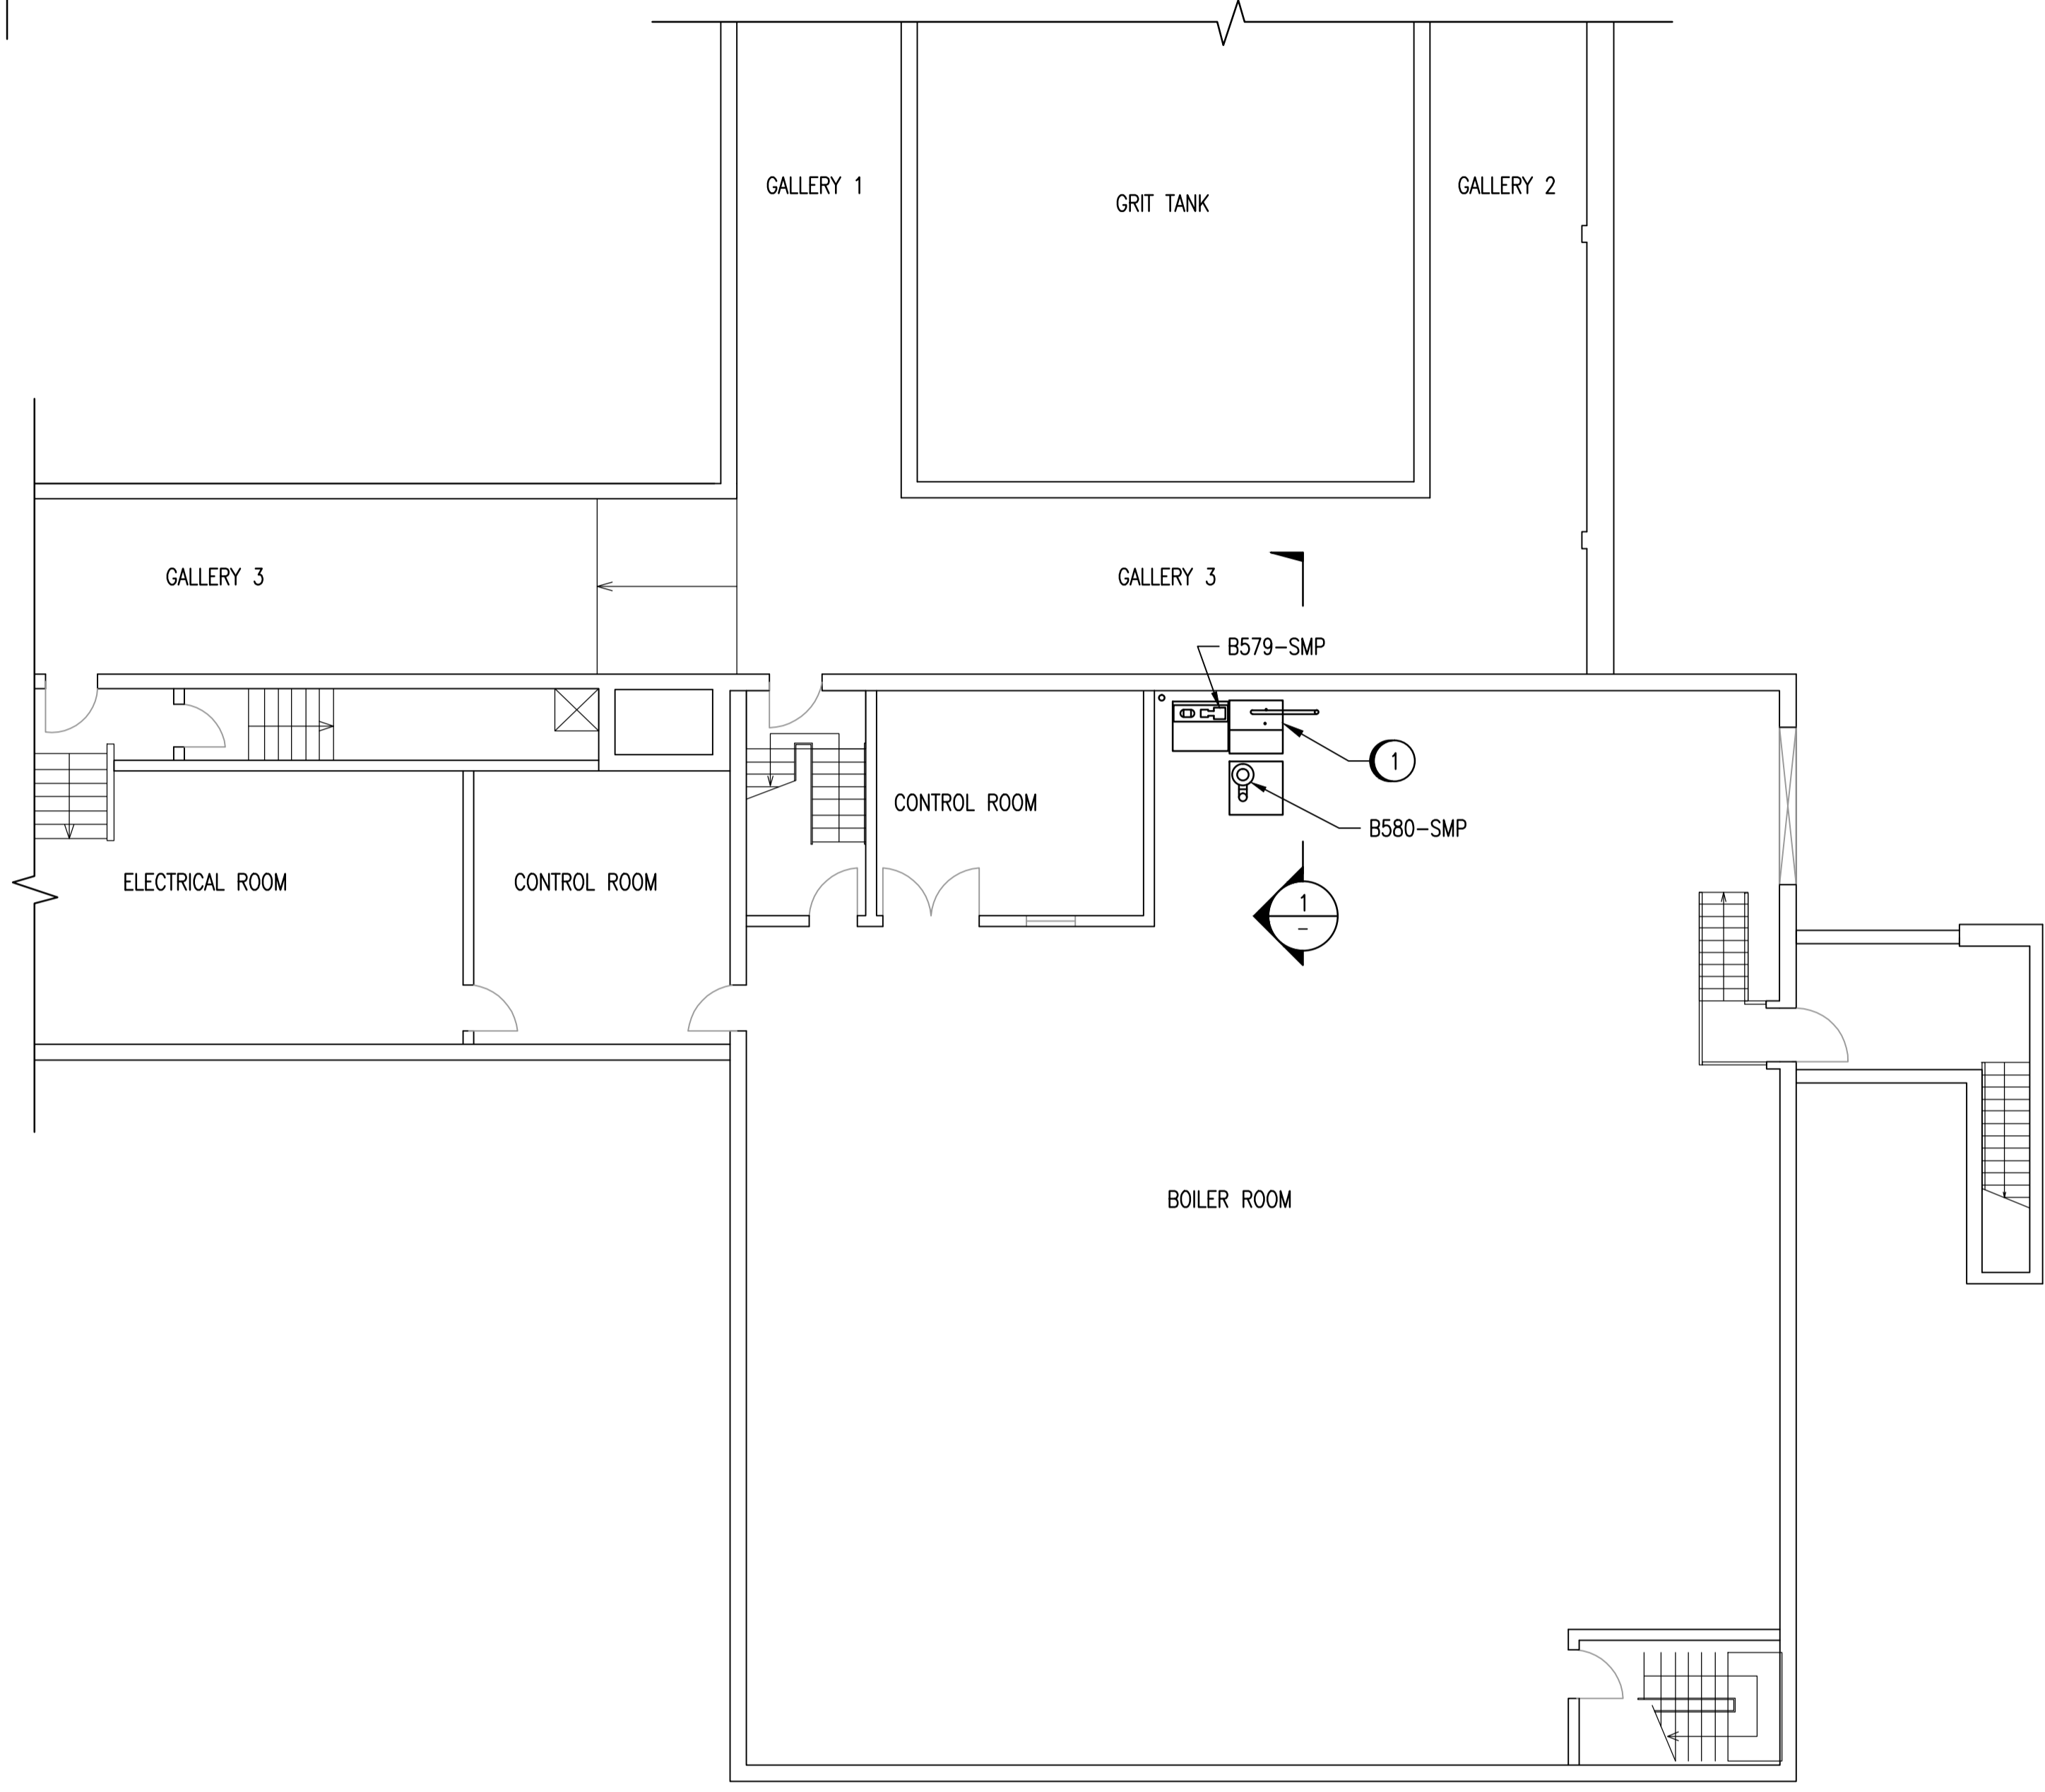 GALLERY 1
GRIT TANK
GALLERY 2
GALLERY 3
GALLERY 3
B579-SMP
1
CONTROL ROOM
B580-SMP
ELECTRICAL ROOM
CONTROL ROOM
1
-
BOILER ROOM